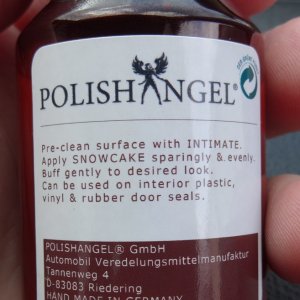 POLISHANGEL®
Pre-clean surface with INTIMATE.
Apply SNOWCAKE sparingly & evenly.
Buff gently to desired look.
Can be used on interior plastic,
vinyl & rubber door seals.
POLISHANGEL® GmbH
Automobil Veredelungsmittelmanufaktur
Tannenweg 4
D-83083 Riedering
HAND MADE IN GERMANY